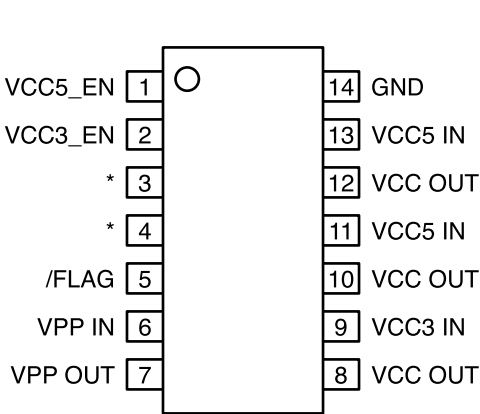 VCC5_EN 1 14 GND
VCC3_EN 2 13 VCC5 IN
* 3 12 VCC OUT
* 4 11 VCC5 IN
/FLAG 5 10 VCC OUT
VPP IN 6 9 VCC3 IN
VPP OUT 7 8 VCC OUT